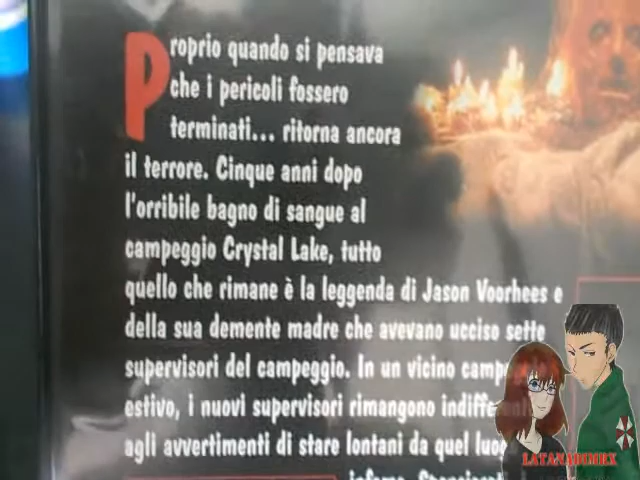 Proprio quando si pensava
che i pericoli fossero
terminati... ritorna ancora
il terrore. Cinque anni dopo
l'orribile bagno di sangue al
campeggio Crystal Lake, tutto
quello che rimane è la leggenda di Jason Voorhees e
della sua demente madre che avevano ucciso sette
supervisori del campeggio. In un vicino
estivo, i nuovi supervisori rimangono
agli avvertimenti di stare lontani da quel
LATANADIMRX